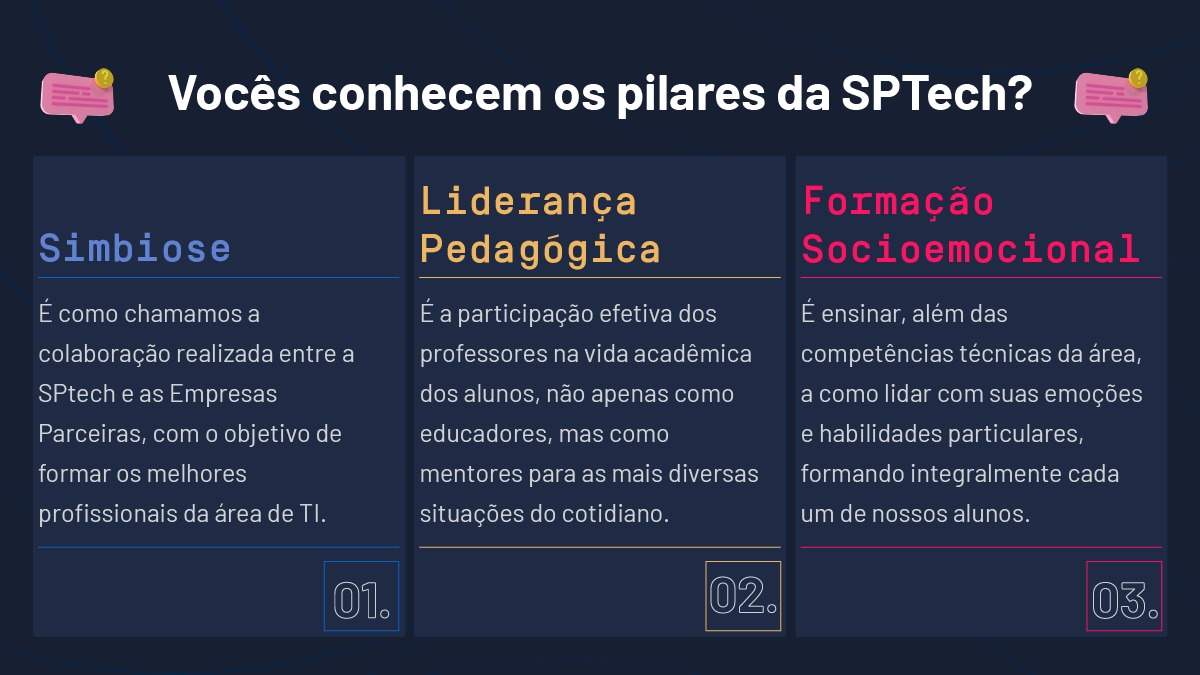 Vocês conhecem os pilares da SPTech?
Simbiose
É como chamamos a
colaboração realizada entre a
SPtech e as Empresas
Parceiras, com o objetivo de
formar os melhores
profissionais da área de TI.
01.
Liderança
Pedagógica
É a participação efetiva dos
professores na vida acadêmica
dos alunos, não apenas como
educadores, mas como
mentores para as mais diversas
situações do cotidiano.
02.
Formação
Socioemocional
É ensinar, além das
competências técnicas da área,
a como lidar com suas emoções
e habilidades particulares,
formando integralmente cada
um de nossos alunos.
03.